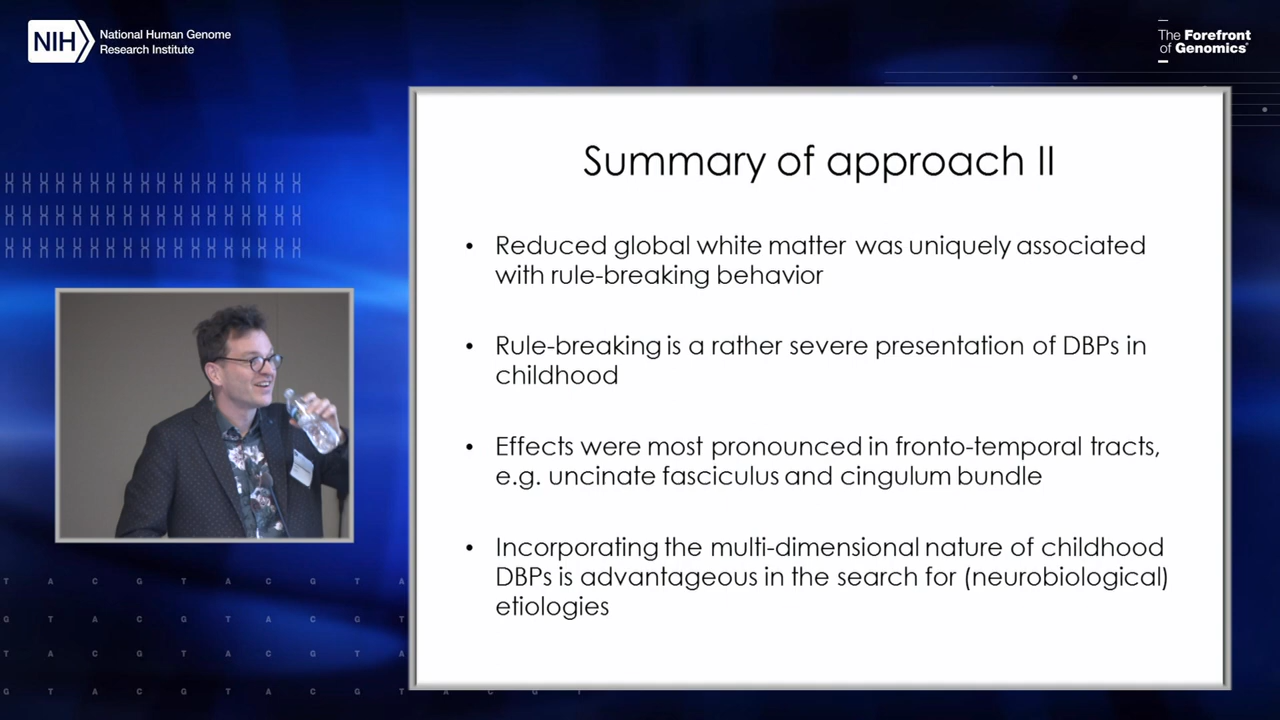 NIH
National Human Genome
Research Institute
The Forefront
of Genomics®
Summary of approach II
• Reduced global white matter was uniquely associated
with rule-breaking behavior
• Rule-breaking is a rather severe presentation of DBPs in
childhood
• Effects were most pronounced in fronto-temporal tracts,
e.g. uncinate fasciculus and cingulum bundle
• Incorporating the multi-dimensional nature of childhood
DBPs is advantageous in the search for (neurobiological)
etiologies
T A C G T A C G T A
G T A C G T A C G T
T A C G T A C G T A
G T A C G T A C G T A C G T